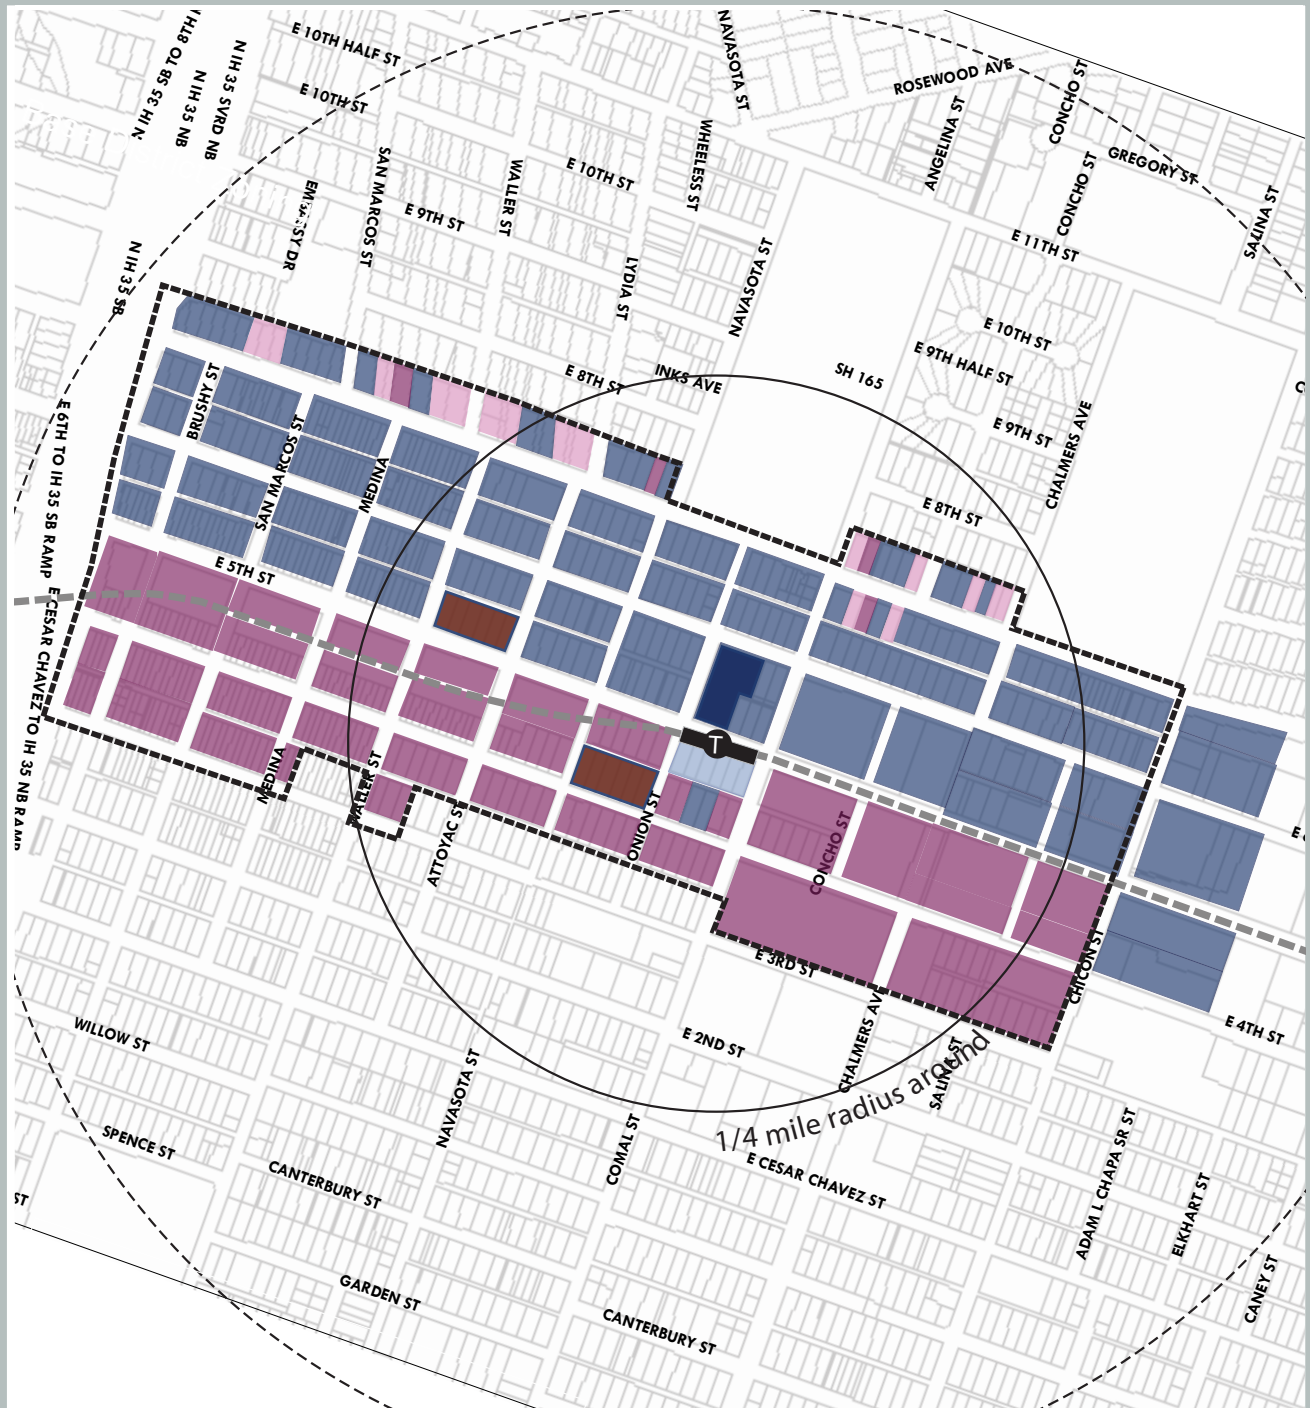 E 10TH HALF ST
N IH 35 SB TO 8TH
N IH 35 NB
N IH 35 SVRD NB
E 10TH ST
NAVASOTA ST
ROSEWOOD AVE
CONCHO ST
ANGELINA ST
GREGORY ST
CONCHO ST
SALINA ST
WHEELESS ST
E 10TH ST
WALLER ST
SAN MARCOS ST
E 9TH ST
E 11TH ST
N IH 35 SB
LYDIA ST
NAVASOTA ST
E 10TH ST
E 9TH HALF ST
E 8TH ST
INKS AVE
SH 165
BRUSHY ST
SAN MARCOS ST
MEDINA
E 9TH ST
CHALMERS AVE
E 8TH ST
E 6TH TO IH 35 SB RAMP
E 5TH ST
E CESAR CHAVEZ TO IH 35 NB RAMP
T
MEDINA
WALLER ST
ATTOYAC ST
ONION ST
CONCHO ST
E 3RD ST
CHICON ST
CHALMERS AVE
E 4TH ST
WILLOW ST
E 2ND ST
SALINA ST
1/4 mile radius around
NAVASOTA ST
SPENCE ST
COMAL ST
CANTERBURY ST
E CESAR CHAVEZ ST
ADAM L CHAPA SR ST
ELKHART ST
CANEY ST
GARDEN ST
CANTERBURY ST
ST